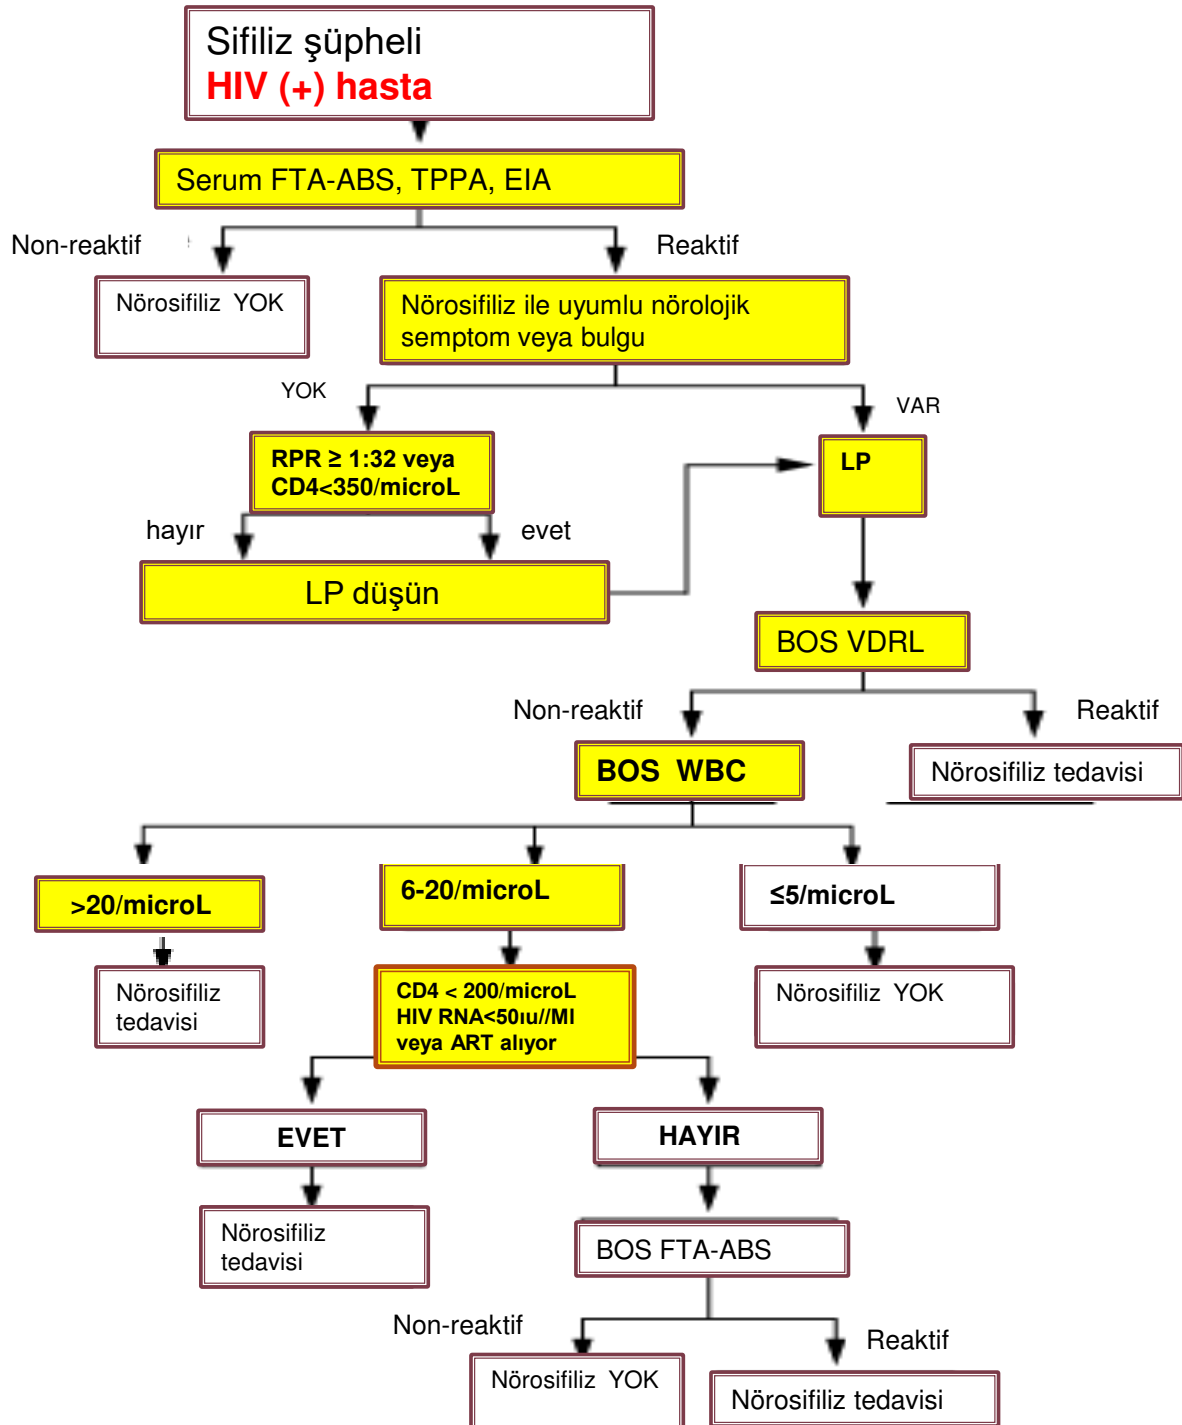 Sifiliz şüpheli
HIV (+) hasta
Serum FTA-ABS, TPPA, EIA
Non-reaktif
Reaktif
Nörosifiliz YOK
Nörosifiliz ile uyumlu nörolojik
semptom veya bulgu
YOK
VAR
RPR ≥ 1:32 veya
CD4<350/microL
LP
hayır
evet
LP düşün
BOS VDRL
Non-reaktif
Reaktif
BOS WBC
Nörosifiliz tedavisi
>20/microL
6-20/microL
≤5/microL
Nörosifiliz
tedavisi
CD4 < 200/microL
HIV RNA<50ıu//Ml
veya ART alıyor
Nörosifiliz YOK
EVET
HAYIR
Nörosifiliz
tedavisi
BOS FTA-ABS
Non-reaktif
Reaktif
Nörosifiliz YOK
Nörosifiliz tedavisi